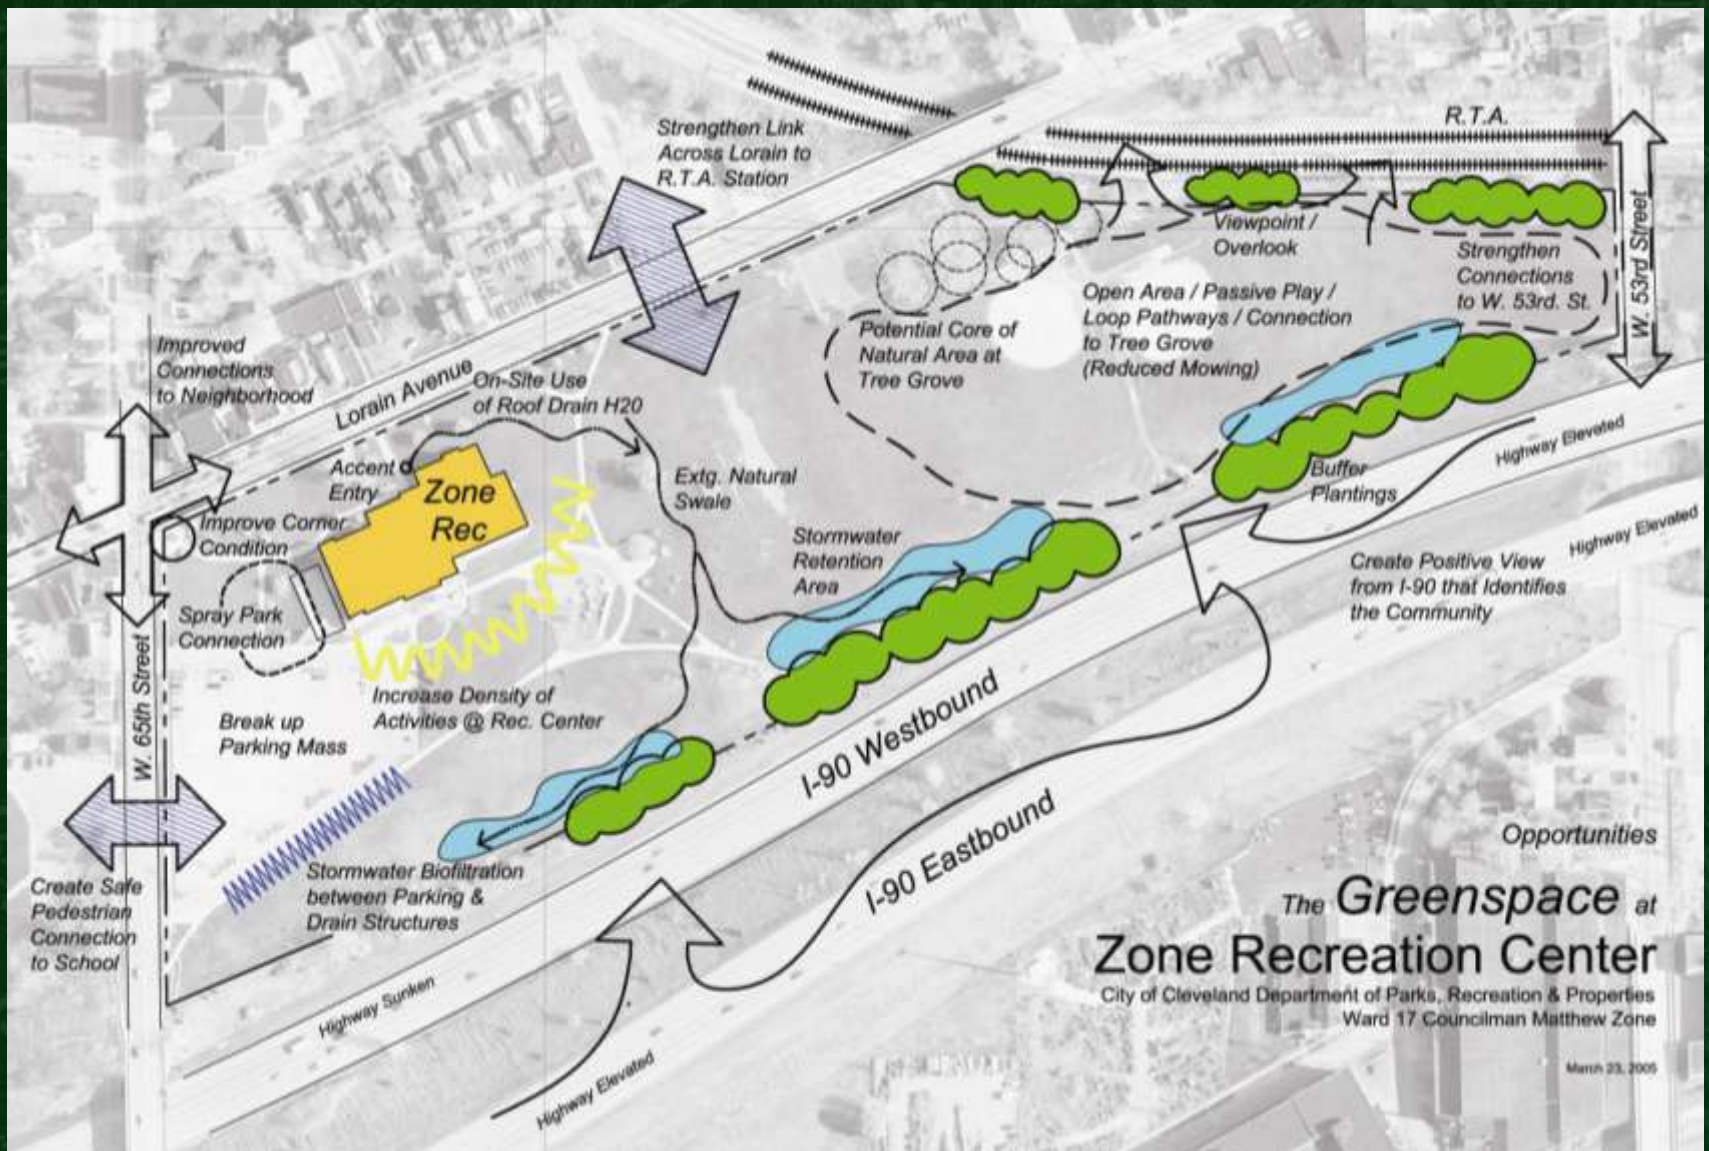 R.T.A.
Strengthen Link
Across Lorain to
R.T.A. Station
W. 53rd Street
Viewpoint /
Overlook
Strengthen
Connections
to W. 53rd. St.
Open Area / Passive Play /
Loop Pathways / Connection
to Tree Grove
(Reduced Mowing)
Potential Core of
Natural Area at
Tree Grove
Improved
Connections
to Neighborhood
Lorain Avenue
On-Site Use
of Roof Drain H20
Accent
Entry
Zone
Rec
Extg. Natural
Swale
Buffer
Plantings
Highway Elevated
Highway Elevated
Improve Corner
Condition
Stormwater
Retention
Area
Create Positive View
from I-90 that Identifies
the Community
Spray Park
Connection
W. 65th Street
Increase Density of
Activities @ Rec. Center
Break up
Parking Mass
I-90 Westbound
I-90 Eastbound
Stormwater Biofiltration
between Parking &
Drain Structures
Create Safe
Pedestrian
Connection
to School
Highway Sunken
Highway Elevated
Opportunities
The Greenspace at
Zone Recreation Center
City of Cleveland Department of Parks, Recreation & Properties
Ward 17 Councilman Matthew Zone
March 23, 2005